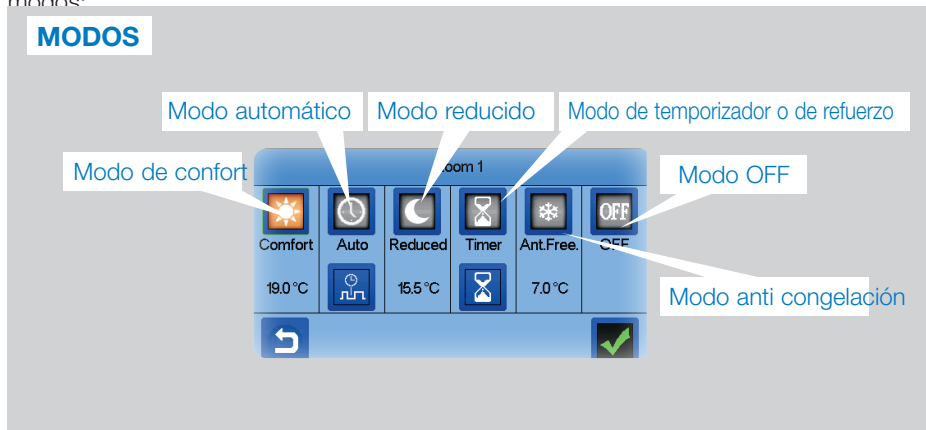 MODOS
Modo automático Modo reducido Modo de temporizador o de refuerzo
Modo de confort
Modo OFF
oom 1
OFF
Comfort Auto Reduced Timer Ant.Free. OFF
19.0 °C 15.5 °C 7.0 °C
Modo anti congelación